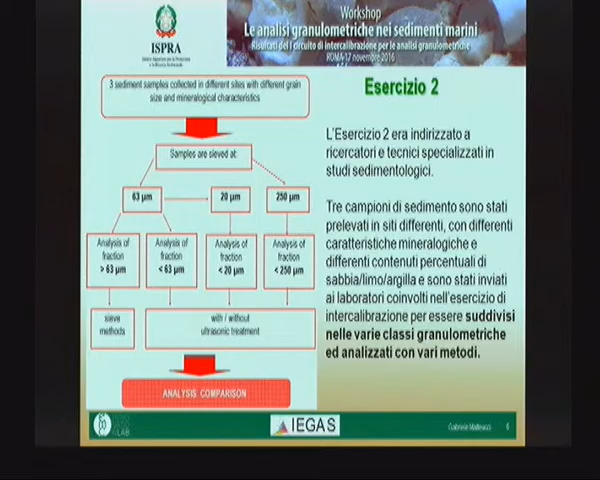 Workshop
Le analisi granulometriche nei sedimenti marini
Risultati del I circuito di intercalibrazione per le analisi granulometriche
ROMA 17 novembre 2016
ISPRA
Esercizio 2
3 sediment samples collected in different sites with different grain
size and mineralogical characteristics
Samples are sieved at:
63 µm
20 µm
250 µm
Analysis of
fraction
> 63 µm
Analysis of
fraction
< 63 µm
Analysis of
fraction
< 20 µm
Analysis of
fraction
< 250 µm
sieve
methods
with / without
ultrasonic treatment
ANALYSIS COMPARISON
L'Esercizio 2 era indirizzato a
ricercatori e tecnici specializzati in
studi sedimentologici.
Tre campioni di sedimento sono stati
prelevati in siti differenti, con differenti
caratteristiche mineralogiche e
differenti contenuti percentuali di
sabbia/limo/argilla e sono stati inviati
ai laboratori coinvolti nell'esercizio di
intercalibrazione per essere suddivisi
nelle varie classi granulometriche
ed analizzati con vari metodi.
LAB
IEGAS
Gabriele Matteucci
6